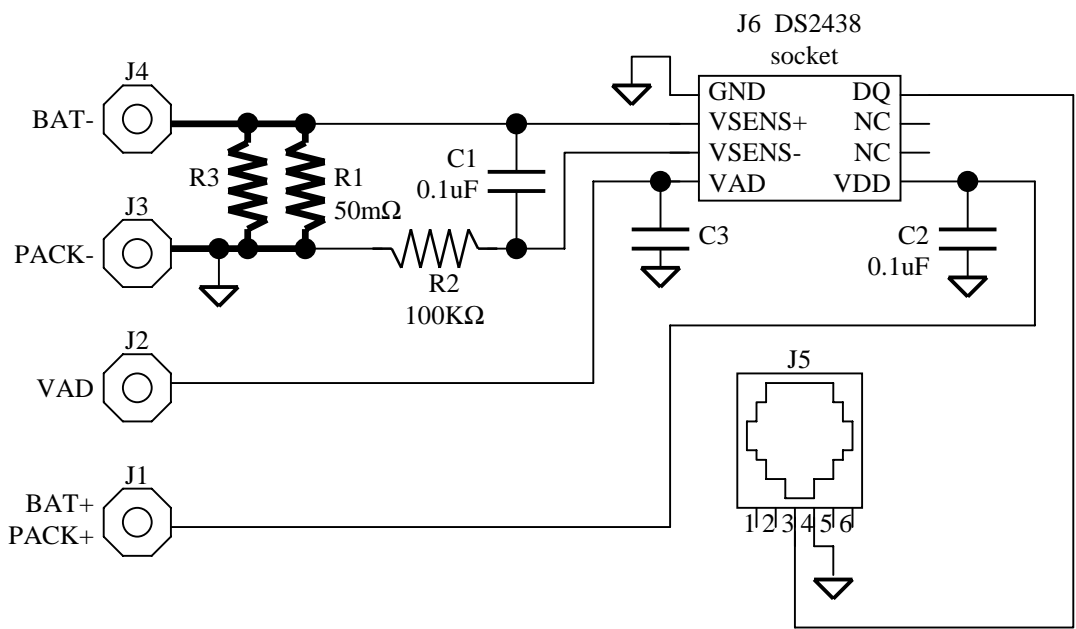 J6 DS2438
socket
J4
BAT-
R3
R1
50mΩ
C1
0.1uF
GND
VSENS+
VSENS-
VAD
DQ
NC
NC
VDD
J3
PACK-
R2
100KΩ
C3
C2
0.1uF
J2
VAD
J5
J1
BAT+
PACK+
1 2 3 4 5 6